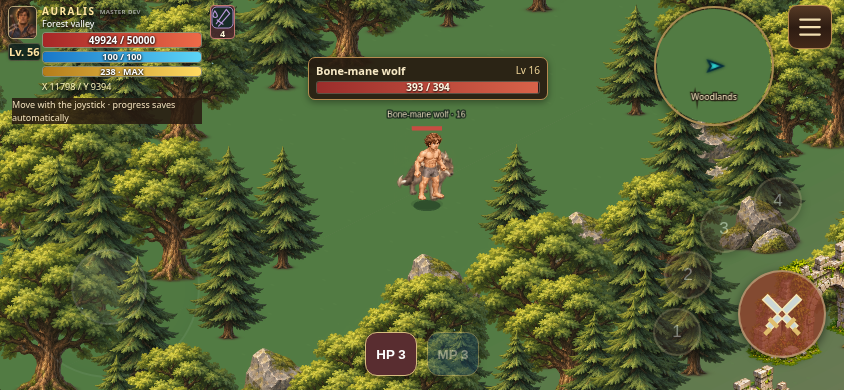 AURALIS MASTER DEV
Forest valley
49924 / 50000
Lv. 56
100 / 100
238 · MAX
X 11798 / Y 9394
Move with the joystick · progress saves
automatically
4
Bone-mane wolf Lv 16
393 / 394
Bone-mane wolf · 16
Woodlands
4
3
2
1
HP 3
MP 3